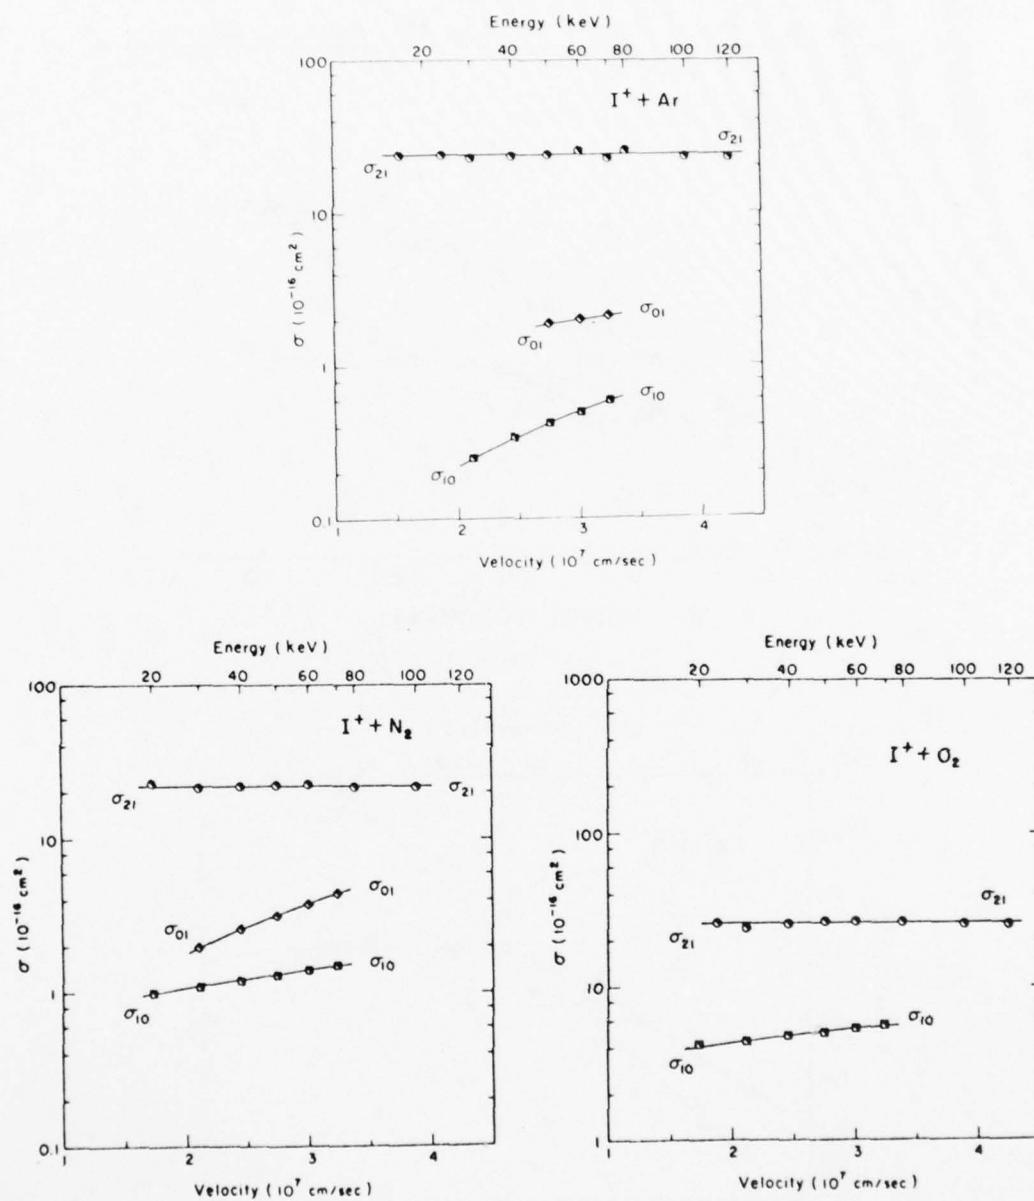 Energy (keV)
20 40 60 80 100 120
100
I⁺ + Ar
σ₂₁
σ₂₁
10
σ (10⁻¹⁶ cm²)
σ₀₁
σ₀₁
1
σ₁₀
σ₁₀
0.1
1 2 3 4
Velocity (10⁷ cm/sec)
Energy (keV)
20 40 60 80 100 120
100
I⁺ + N₂
σ₂₁ σ₂₁
10
σ (10⁻¹⁶ cm²)
σ₀₁
σ₀₁
σ₁₀
1
σ₁₀
0.1
1 2 3 4
Velocity (10⁷ cm/sec)
Energy (keV)
20 40 60 80 100 120
1000
I⁺ + O₂
100
σ (10⁻¹⁶ cm²)
σ₂₁
σ₂₁
10
σ₁₀
σ₁₀
1
1 2 3 4
Velocity (10⁷ cm/sec)